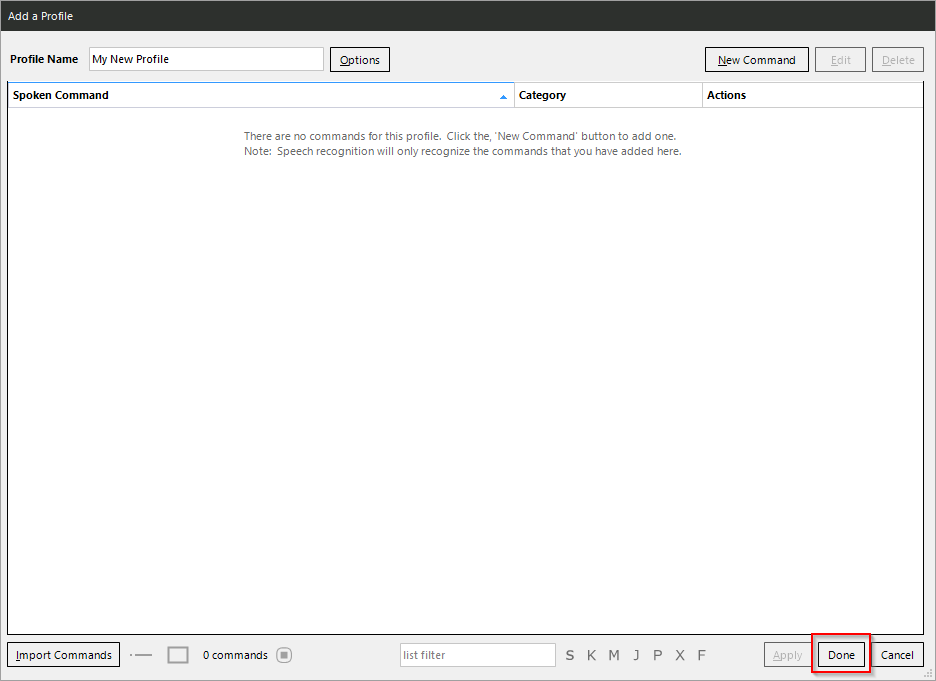 Add a Profile
Profile Name My New Profile Options New Command Edit Delete
Spoken Command Category Actions
There are no commands for this profile.  Click the, 'New Command' button to add one.
Note:  Speech recognition will only recognize the commands that you have added here.
Import Commands 0 commands list filter S K M J P X F Apply Done Cancel